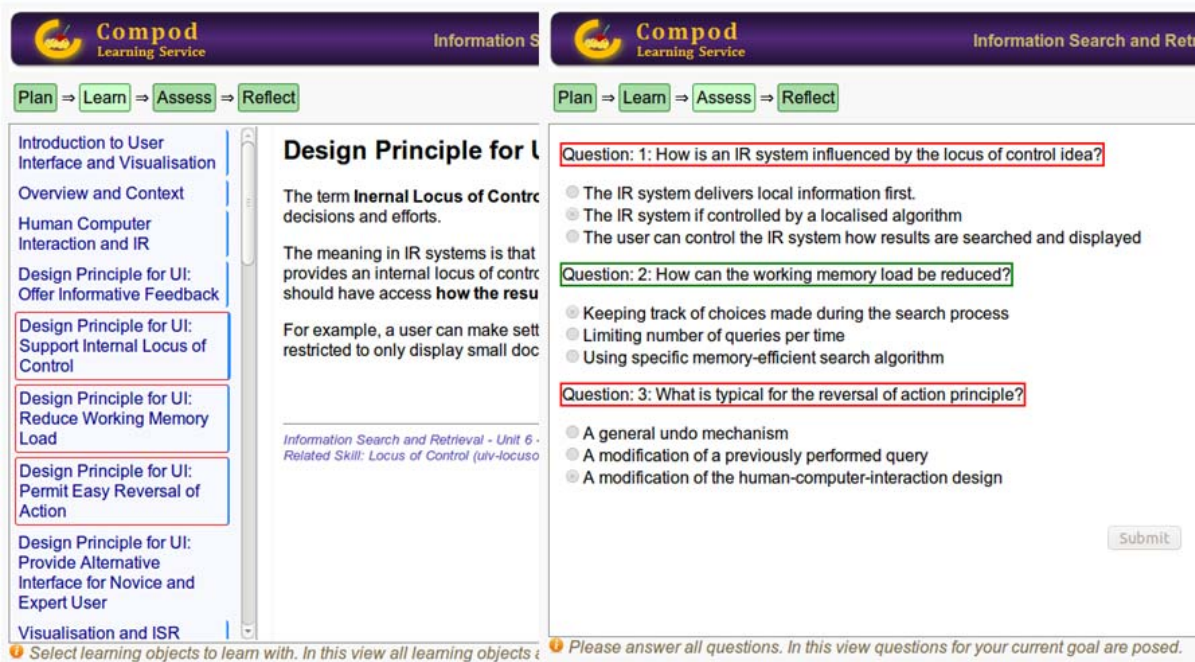 Compod
Learning Service
Information S
Plan ⇒ Learn ⇒ Assess ⇒ Reflect
Introduction to User
Interface and Visualisation
Overview and Context
Human Computer
Interaction and IR
Design Principle for UI:
Offer Informative Feedback
Design Principle for UI:
Support Internal Locus of
Control
Design Principle for UI:
Reduce Working Memory
Load
Design Principle for UI:
Permit Easy Reversal of
Action
Design Principle for UI:
Provide Alternative
Interface for Novice and
Expert User
Visualisation and ISR
Design Principle for U
The term Inernal Locus of Contro
decisions and efforts.
The meaning in IR systems is that
provides an internal locus of contro
should have access how the resu
For example, a user can make sett
restricted to only display small doc
Information Search and Retrieval - Unit 6 -
Related Skill: Locus of Control (uiv-locuso
Select learning objects to learn with. In this view all learning objects a
Compod
Learning Service
Information Search and Retr
Plan ⇒ Learn ⇒ Assess ⇒ Reflect
Question: 1: How is an IR system influenced by the locus of control idea?
The IR system delivers local information first.
The IR system if controlled by a localised algorithm
The user can control the IR system how results are searched and displayed
Question: 2: How can the working memory load be reduced?
Keeping track of choices made during the search process
Limiting number of queries per time
Using specific memory-efficient search algorithm
Question: 3: What is typical for the reversal of action principle?
A general undo mechanism
A modification of a previously performed query
A modification of the human-computer-interaction design
Submit
Please answer all questions. In this view questions for your current goal are posed.